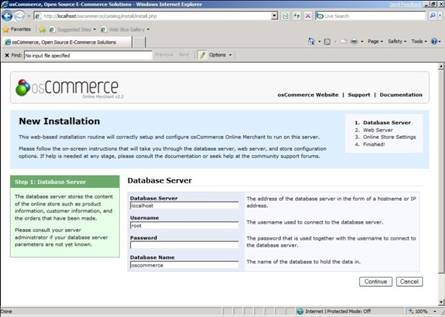 osCommerce, Open Source E-Commerce Solutions - Windows Internet Explorer
http://localhost/oscommerce/catalog/install/install.php
Live Search
Favorites
Suggested Sites
Web Slice Gallery
osCommerce, Open Source E-Commerce Solutions
Page
Safety
Tools
Find: No input file specified
Previous
Next
Options
osCommerce
Online Merchant v2.2
osCommerce Website | Support | Documentation
New Installation
This web-based installation routine will correctly setup and configure osCommerce Online Merchant to run on this server.
Please follow the on-screen instructions that will take you through the database server, web server, and store configuration
options. If help is needed at any stage, please consult the documentation or seek help at the community support forums.
1. Database Server
2. Web Server
3. Online Store Settings
4. Finished!
Step 1: Database Server
The database server stores the content
of the online store such as product
information, customer information, and
the orders that have been made.
Please consult your server
administrator if your database server
parameters are not yet known.
Database Server
Database Server
localhost
The address of the database server in the form of a hostname or IP
address.
Username
root
The username used to connect to the database server.
Password
The password that is used together with the username to connect to
the database server.
Database Name
oscommerce
The name of the database to hold the data in.
Continue
Cancel
Done
Internet | Protected Mode: Off
100%